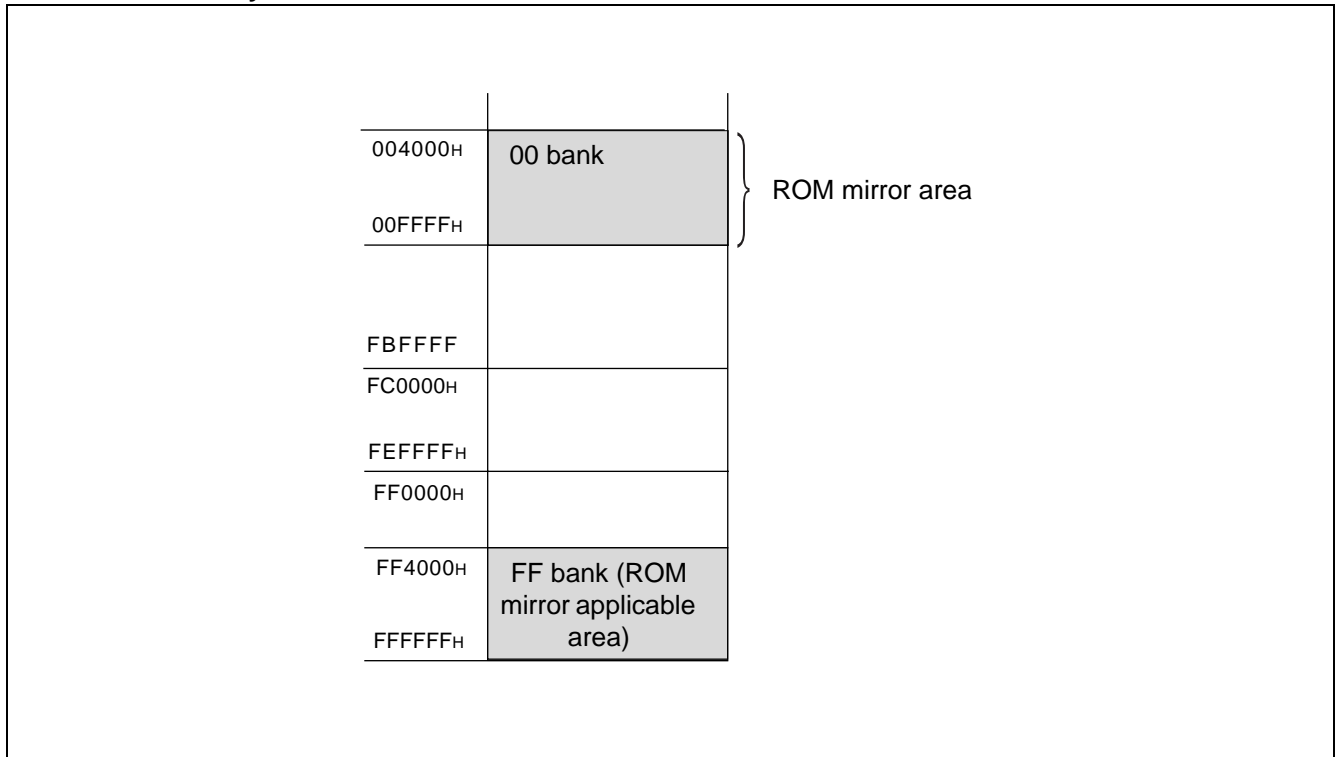 004000H
00 bank
ROM mirror area
00FFFFH
FBFFFF
FC0000H
FEFFFFH
FF0000H
FF4000H
FF bank (ROM
mirror applicable
area)
FFFFFFH